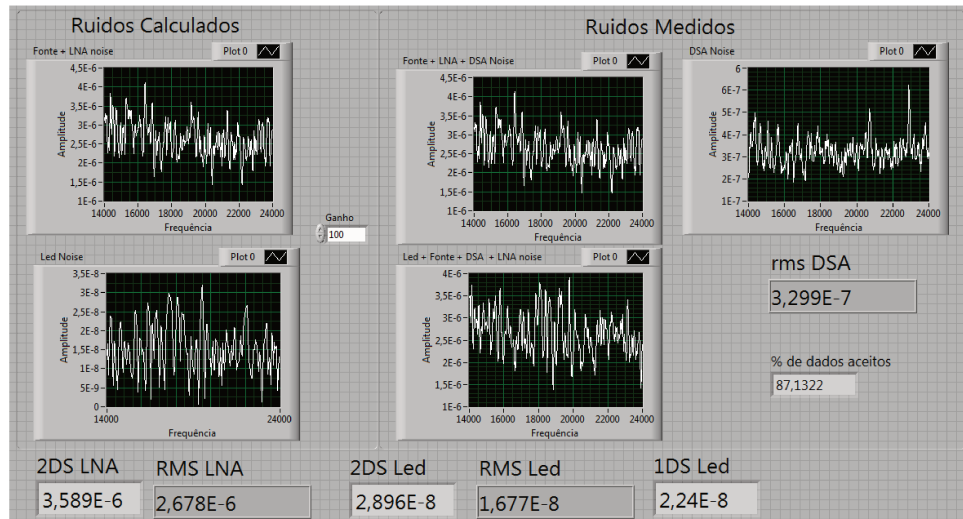 Ruidos Calculados
Ruidos Medidos
Fonte + LNA noise
Plot 0
4,5E-6
4E-6
3,5E-6
3E-6
2,5E-6
2E-6
1,5E-6
1E-6
Amplitude
14000 16000 18000 20000 22000 24000
Frequência
Fonte + LNA + DSA Noise
Plot 0
4,5E-6
4E-6
3,5E-6
3E-6
2,5E-6
2E-6
1,5E-6
1E-6
Amplitude
14000 16000 18000 20000 22000 24000
Frequência
DSA Noise
Plot 0
6-
6E-7
5E-7
4E-7
3E-7
2E-7
1E-7
Amplitude
14000 16000 18000 20000 22000 24000
Frequência
Ganho
100
Led Noise
Plot 0
3,5E-8
3E-8
2,5E-8
2E-8
1,5E-8
1E-8
5E-9
0
Amplitude
14000 24000
Frequência
Led + Fonte + DSA + LNA noise
Plot 0
4E-6
3,5E-6
3E-6
2,5E-6
2E-6
1,5E-6
1E-6
Amplitude
14000 16000 18000 20000 22000 24000
Frequência
rms DSA
3,299E-7
% de dados aceitos
87,1322
2DS LNA RMS LNA 2DS Led RMS Led 1DS Led
3,589E-6 2,678E-6 2,896E-8 1,677E-8 2,24E-8